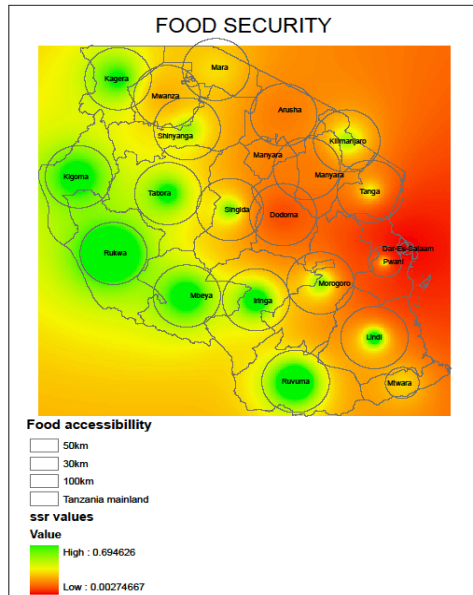 FOOD SECURITY
Mara
Kagera
Mwanza
Arusha
Shinyanga
Kilimanjaro
Manyara
Kigoma
Manyara
Tabora
Tanga
Singida
Dodoma
Dar-Es-Salaam
Rukwa
Pwani
Morogoro
Mbeya
Iringa
Lindi
Ruvuma
Mtwara
Food accessibillity
50km
30km
100km
Tanzania mainland
ssr values
Value
High : 0.694626
Low : 0.00274667